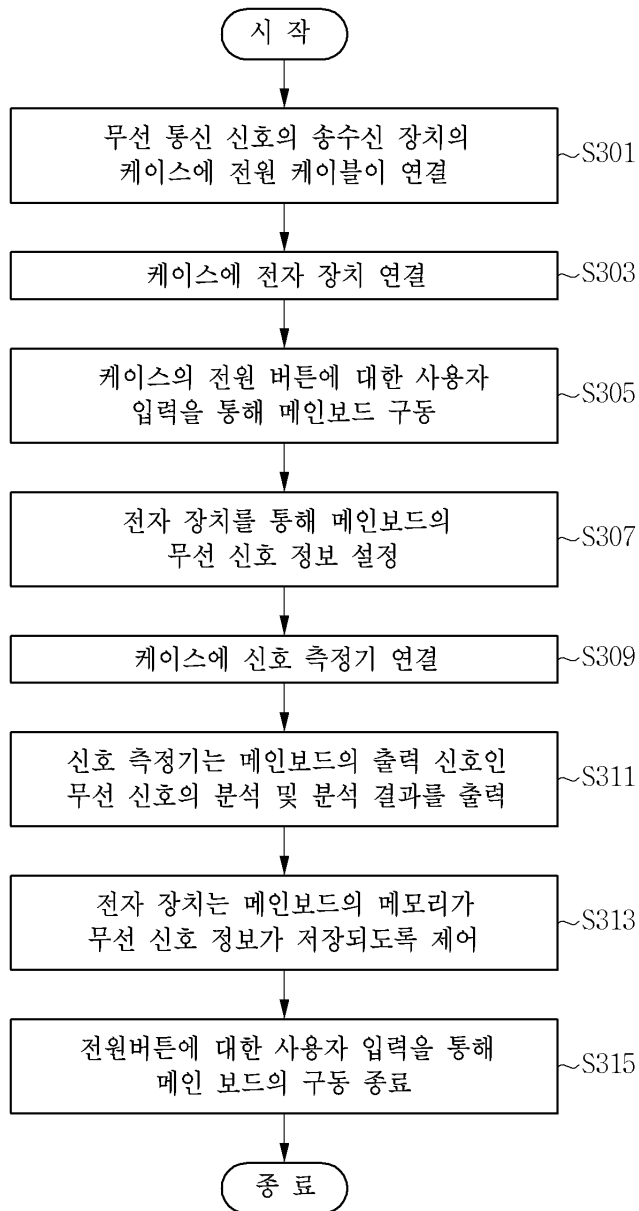 시 작
무선 통신 신호의 송수신 장치의
케이스에 전원 케이블이 연결
S301
케이스에 전자 장치 연결
S303
케이스의 전원 버튼에 대한 사용자
입력을 통해 메인보드 구동
S305
전자 장치를 통해 메인보드의
무선 신호 정보 설정
S307
케이스에 신호 측정기 연결
S309
신호 측정기는 메인보드의 출력 신호인
무선 신호의 분석 및 분석 결과를 출력
S311
전자 장치는 메인보드의 메모리가
무선 신호 정보가 저장되도록 제어
S313
전원버튼에 대한 사용자 입력을 통해
메인 보드의 구동 종료
S315
종 료